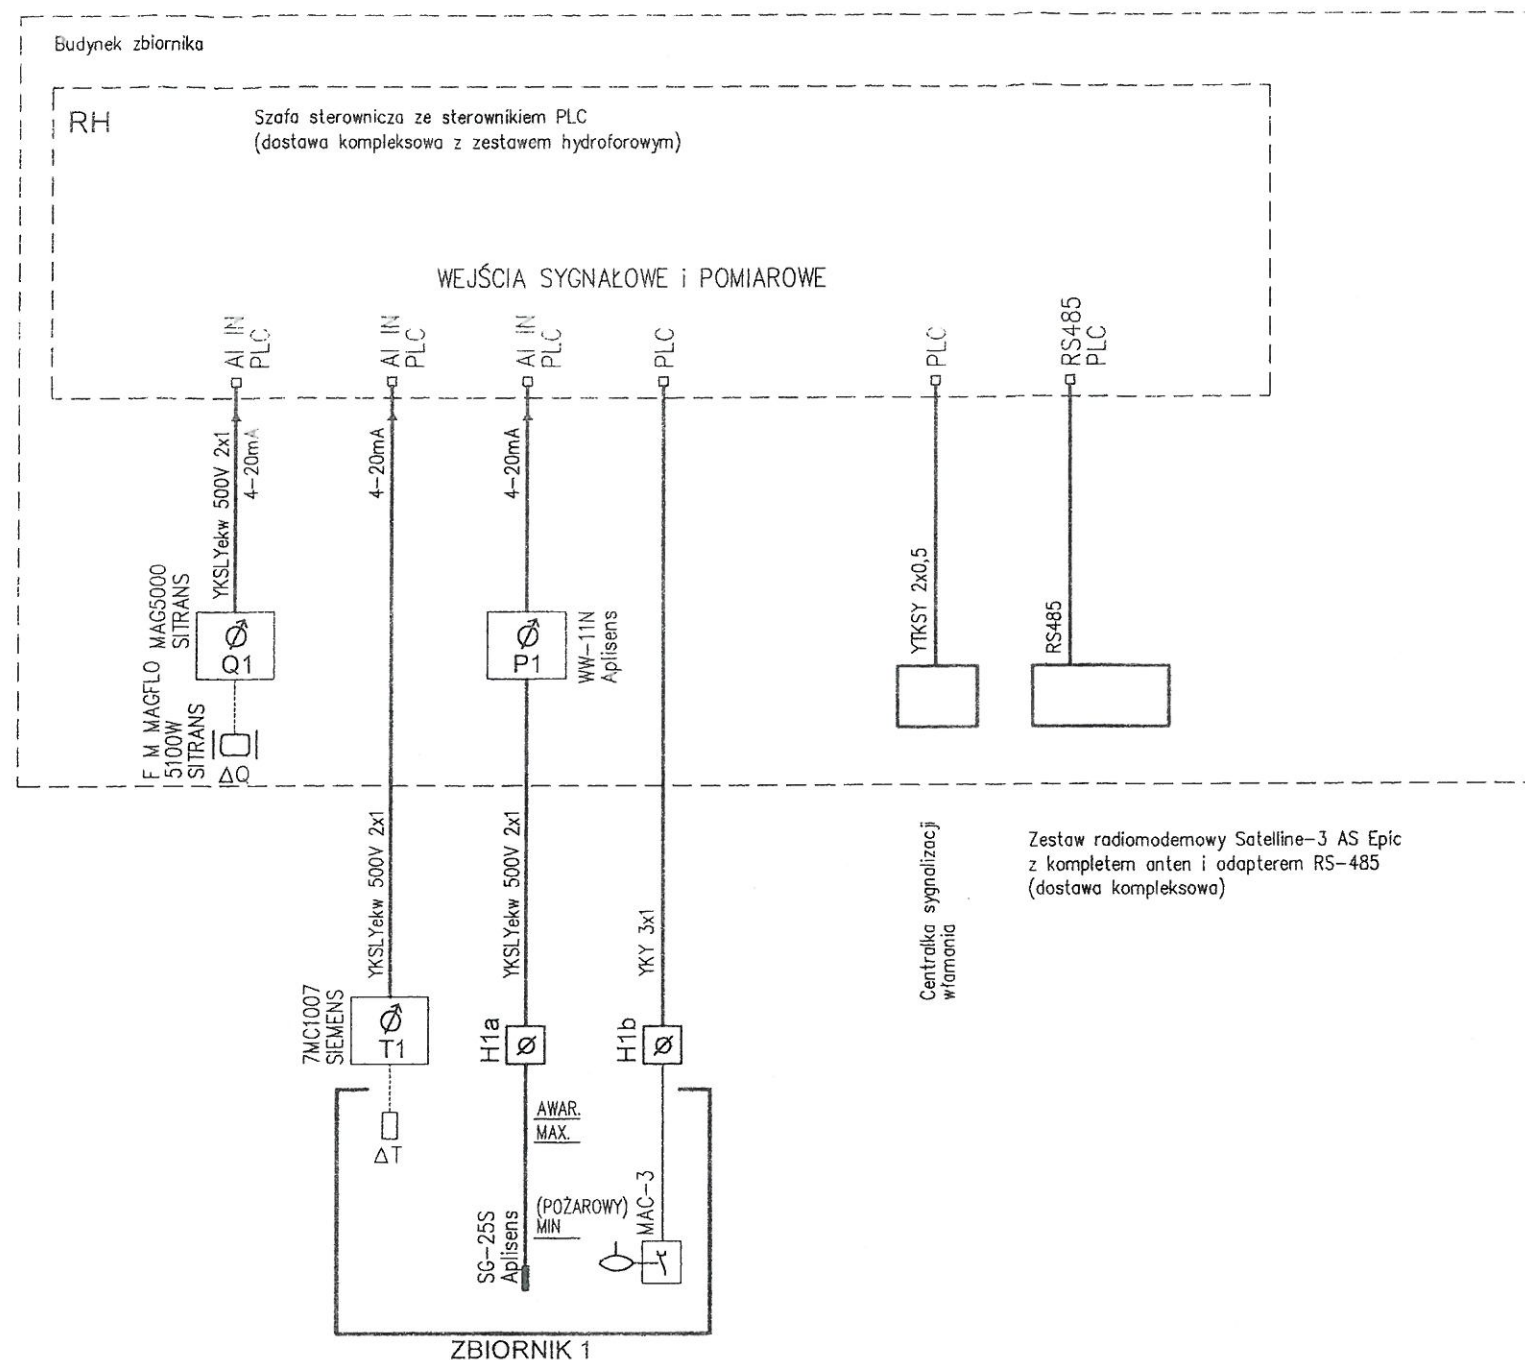 Budynek zbiornika
RH
Szafa sterownicza ze sterownikiem PLC
(dostawa kompleksowa z zestawem hydroforowym)
WEJŚCIA SYGNAŁOWE i POMIAROWE
AI IN
PLC
AI IN
PLC
AI IN
PLC
PLC
PLC
RS485
PLC
YKSLYekw 500V 2x1
4-20mA
4-20mA
4-20mA
YTKSY 2x0,5
RS485
MAG5000
SITRANS
Q1
P1
WW-11N
Aplisens
F M MAGFLO
5100W
SITRANS
ΔQ
YKSLYekw 500V 2x1
YKSLYekw 500V 2x1
YKY 3x1
Centralka sygnalizacji
włamania
Zestaw radiomodemowy Satelline-3 AS Epic
z kompletem anten i adapterem RS-485
(dostawa kompleksowa)
7MC1007
SIEMENS
T1
H1a
H1b
AWAR.
MAX.
ΔT
(POŻAROWY)
MIN
MAC-3
SG-25S
Aplisens
ZBIORNIK 1